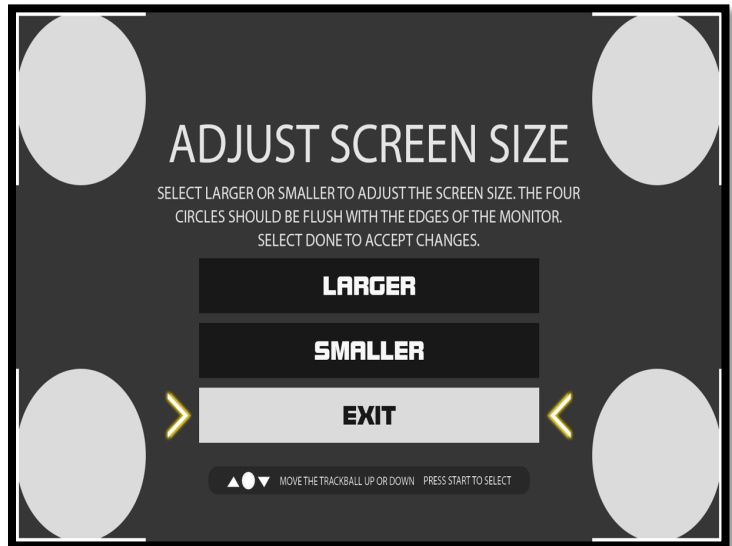 ADJUST SCREEN SIZE
SELECT LARGER OR SMALLER TO ADJUST THE SCREEN SIZE. THE FOUR
CIRCLES SHOULD BE FLUSH WITH THE EDGES OF THE MONITOR.
SELECT DONE TO ACCEPT CHANGES.
LARGER
SMALLER
EXIT
MOVE THE TRACKBALL UP OR DOWN PRESS START TO SELECT